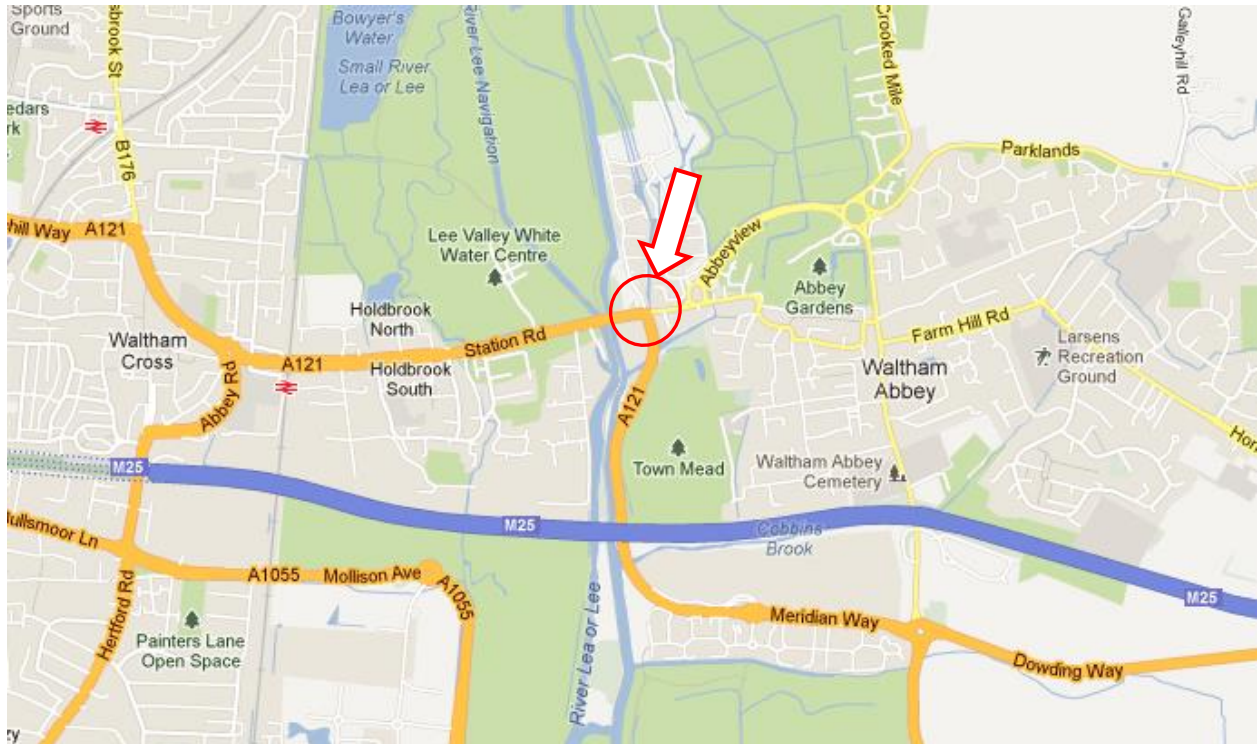 Sports
Ground
sbrook St
Bowyer's
Water
Small River
Lea or Lee
River Lee Navigation
Crooked Mile
Galleyhill Rd
edars
rk
B176
Parklands
hill Way
A121
Lee Valley White
Water Centre
Abbeyview
Abbey
Gardens
Holdbrook
North
Station Rd
Farm Hill Rd
Larsens
Recreation
Ground
Waltham
Cross
A121
Holdbrook
South
Waltham
Abbey
Abbey Rd
A121
Hon
Town Mead
Waltham Abbey
Cemetery
M25
M25
Cobbins
Brook
ullsmoor Ln
A1055
Mollison Ave
A1055
M25
Hertford Rd
Painters Lane
Open Space
River Lea or Lee
Meridian Way
Dowding Way
zy